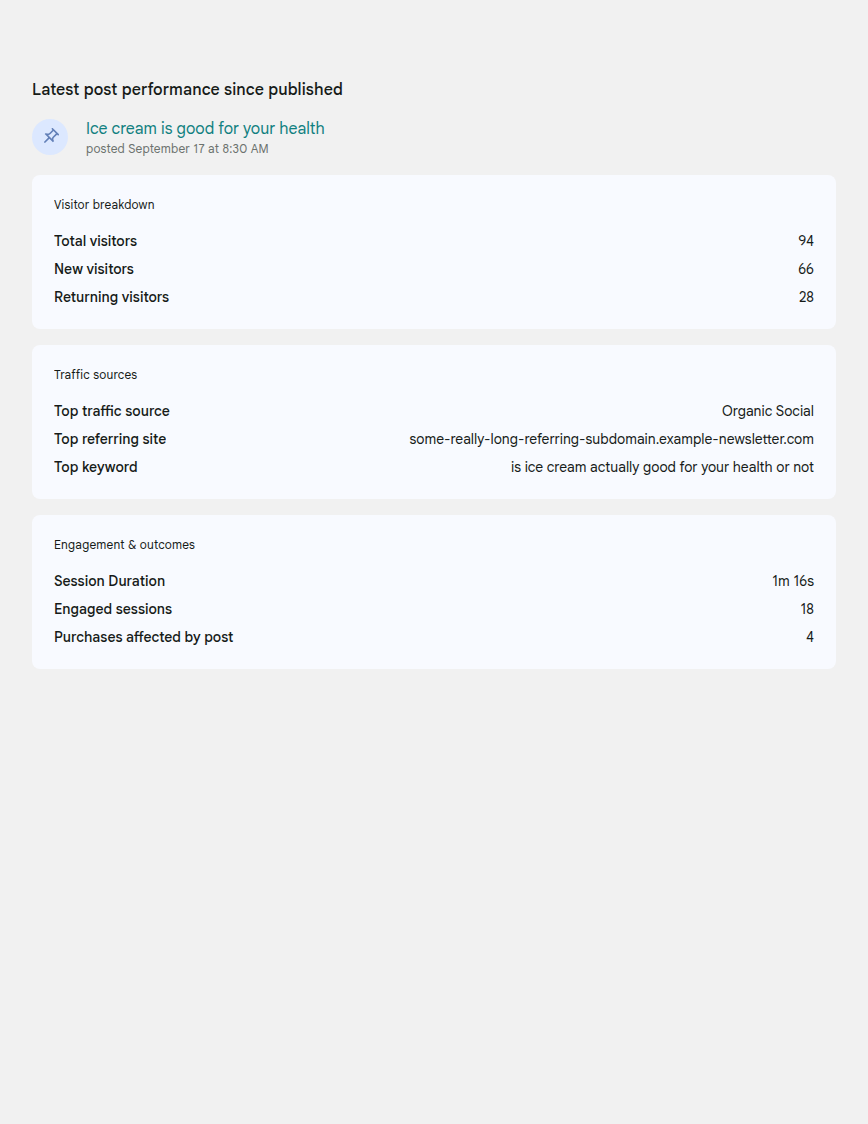 Latest post performance since published
Ice cream is good for your health
posted September 17 at 8:30 AM
Visitor breakdown
Total visitors 94
New visitors 66
Returning visitors 28
Traffic sources
Top traffic source Organic Social
Top referring site some-really-long-referring-subdomain.example-newsletter.com
Top keyword is ice cream actually good for your health or not
Engagement & outcomes
Session Duration 1m 16s
Engaged sessions 18
Purchases affected by post 4